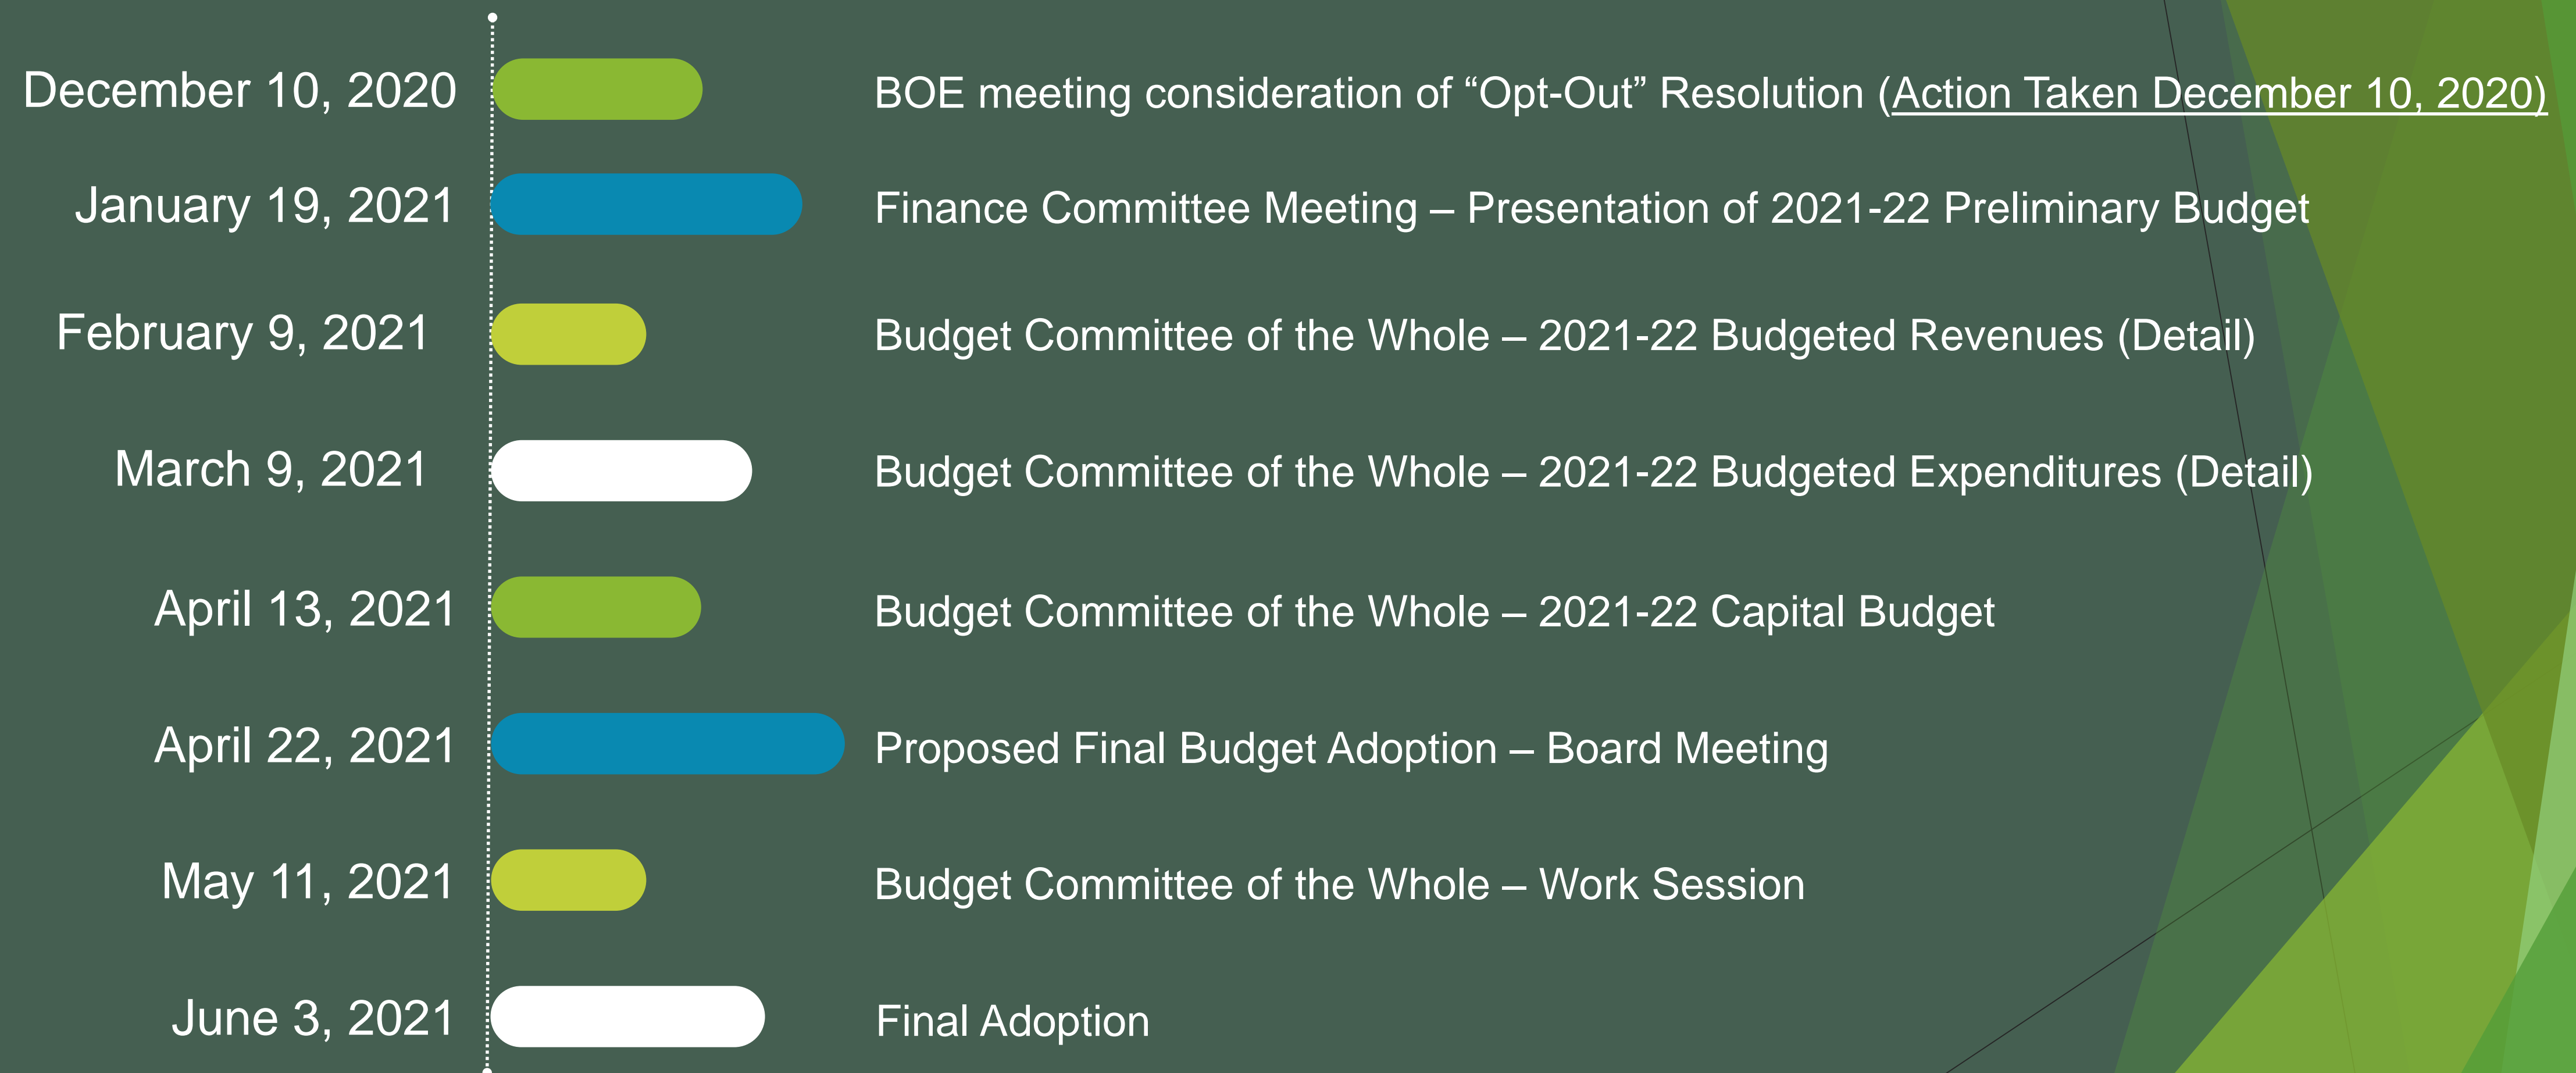 December 10, 2020 BOE meeting consideration of “Opt-Out” Resolution (Action Taken December 10, 2020)
January 19, 2021 Finance Committee Meeting – Presentation of 2021-22 Preliminary Budget
February 9, 2021 Budget Committee of the Whole – 2021-22 Budgeted Revenues (Detail)
March 9, 2021 Budget Committee of the Whole – 2021-22 Budgeted Expenditures (Detail)
April 13, 2021 Budget Committee of the Whole – 2021-22 Capital Budget
April 22, 2021 Proposed Final Budget Adoption – Board Meeting
May 11, 2021 Budget Committee of the Whole – Work Session
June 3, 2021 Final Adoption